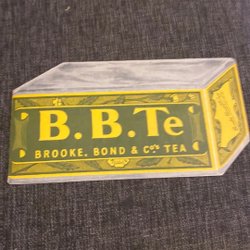 B.B.Te
BROOKE, BOND & Co's TEA